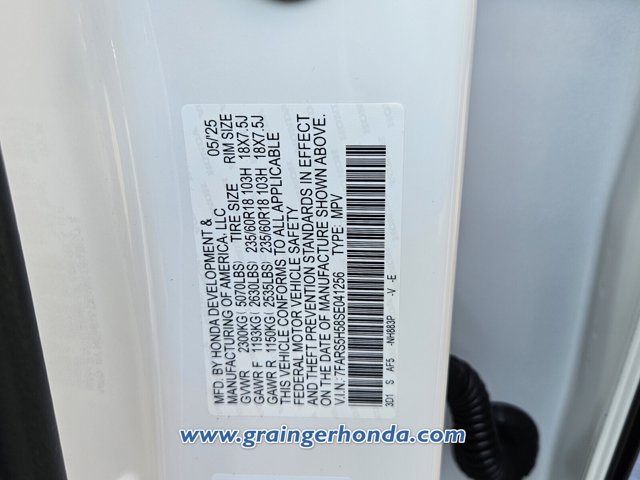 MFD. BY HONDA DEVELOPMENT & 05/'25
MANUFACTURING OF AMERICA, LLC
TIRE SIZE RIM SIZE
GVWR 2300KG ( 5070LBS)
GAWR F 1193KG ( 2630LBS) 235/60R18 103H 18X7.5J
GAWR R 1150KG ( 2535LBS) 235/60R18 103H 18X7.5J
THIS VEHICLE CONFORMS TO ALL APPLICABLE
FEDERAL MOTOR VEHICLE SAFETY
AND THEFT PREVENTION STANDARDS IN EFFECT
ON THE DATE OF MANUFACTURE SHOWN ABOVE.
V.I.N.: 7FARS5H58SE041256 TYPE: MPV
3D1 S AF5 -NH883P -V -E
www.graingerhonda.com